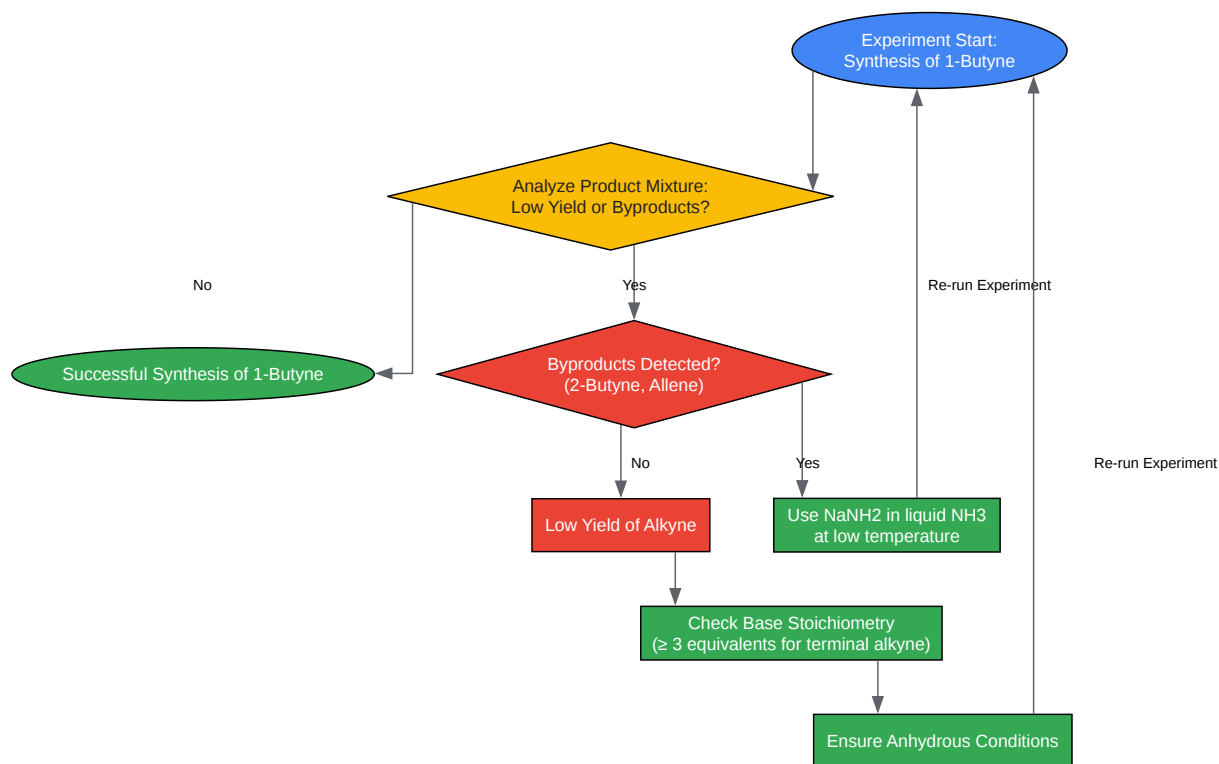 Experiment Start:
Synthesis of 1-Butyne
Analyze Product Mixture:
Low Yield or Byproducts?
No
Yes
Re-run Experiment
Successful Synthesis of 1-Butyne
Byproducts Detected?
(2-Butyne, Allene)
No
Yes
Re-run Experiment
Low Yield of Alkyne
Use NaNH2 in liquid NH3
at low temperature
Check Base Stoichiometry
(≥ 3 equivalents for terminal alkyne)
Ensure Anhydrous Conditions